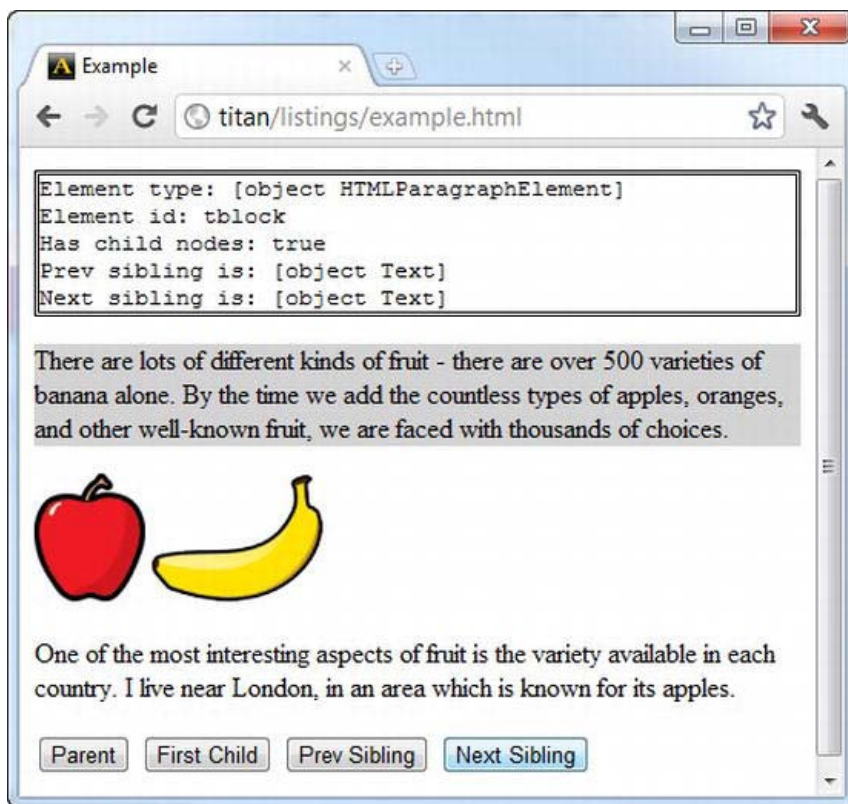 Example
titan/listings/example.html
Element type: [object HTMLParagraphElement]
Element id: tblock
Has child nodes: true
Prev sibling is: [object Text]
Next sibling is: [object Text]
There are lots of different kinds of fruit - there are over 500 varieties of
banana alone. By the time we add the countless types of apples, oranges,
and other well-known fruit, we are faced with thousands of choices.
One of the most interesting aspects of fruit is the variety available in each
country. I live near London, in an area which is known for its apples.
Parent First Child Prev Sibling Next Sibling